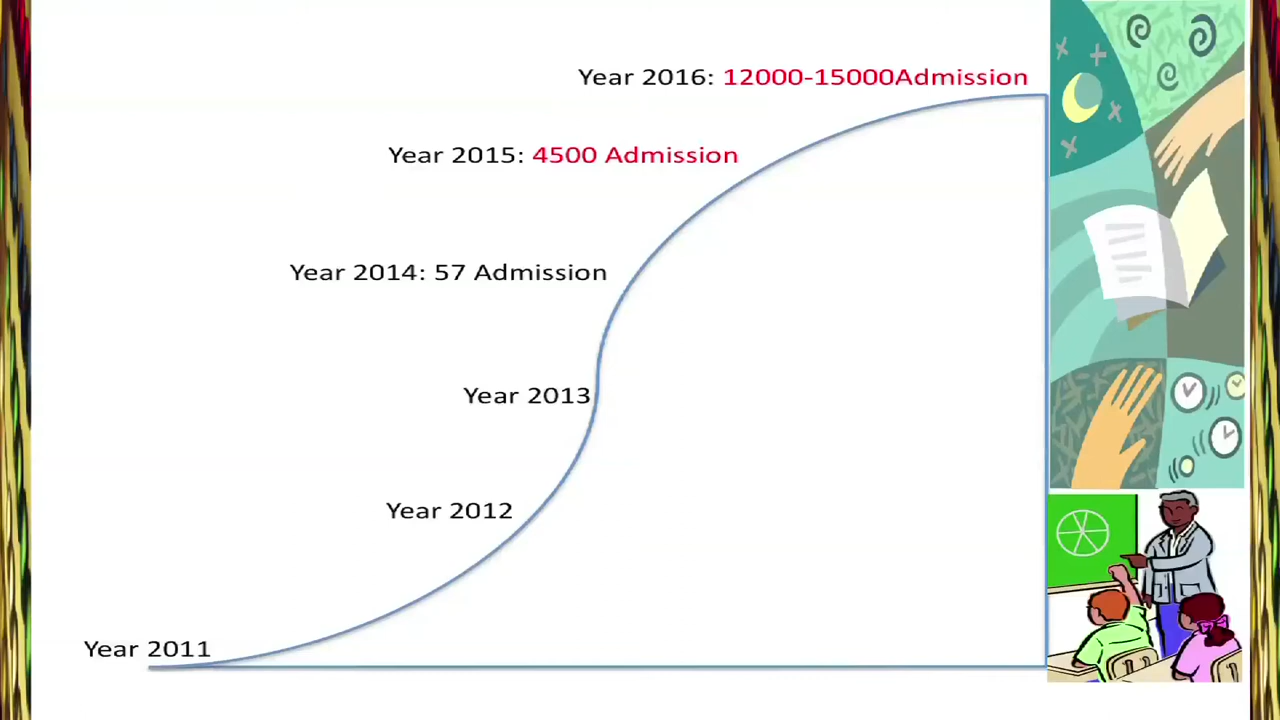 Year 2016: 12000-15000Admission
Year 2015: 4500 Admission
Year 2014: 57 Admission
Year 2013
Year 2012
Year 2011